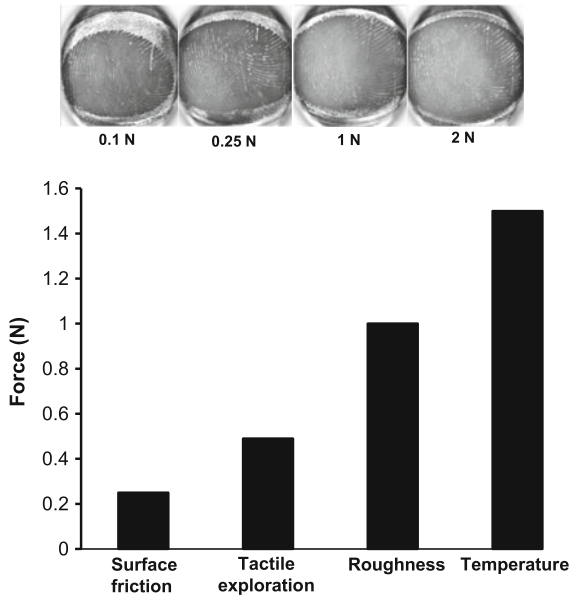 0.1 N
0.25 N
1 N
2 N
1.6
1.4
1.2
1
0.8
0.6
0.4
0.2
0
Force (N)
Surface
friction
Tactile
exploration
Roughness
Temperature